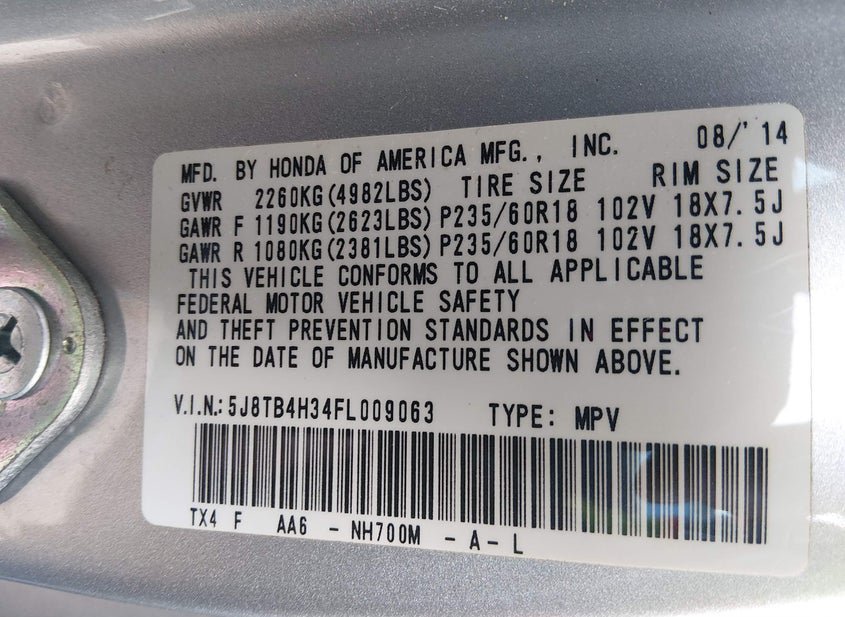 MFD. BY HONDA OF AMERICA MFG., INC. 08/'14
GVWR 2260KG(4982LBS) TIRE SIZE RIM SIZE
GAWR F 1190KG(2623LBS) P235/60R18 102V 18X7.5J
GAWR R 1080KG(2381LBS) P235/60R18 102V 18X7.5J
THIS VEHICLE CONFORMS TO ALL APPLICABLE
FEDERAL MOTOR VEHICLE SAFETY
AND THEFT PREVENTION STANDARDS IN EFFECT
ON THE DATE OF MANUFACTURE SHOWN ABOVE.
V.I.N.: 5J8TB4H34FL009063 TYPE: MPV
TX4 F AA6 - NH700M - A - L